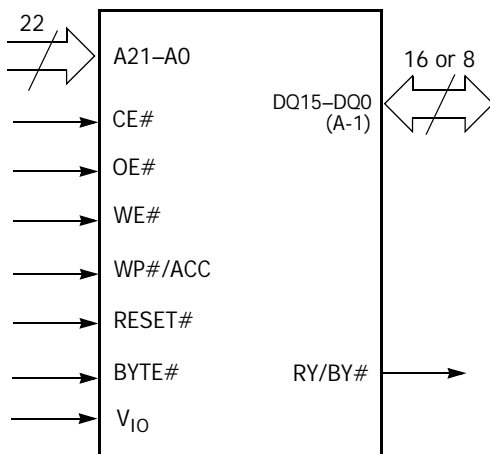 22
A21–A0
16 or 8
DQ15–DQ0
(A-1)
CE#
OE#
WE#
WP#/ACC
RESET#
BYTE#
RY/BY#
VIO